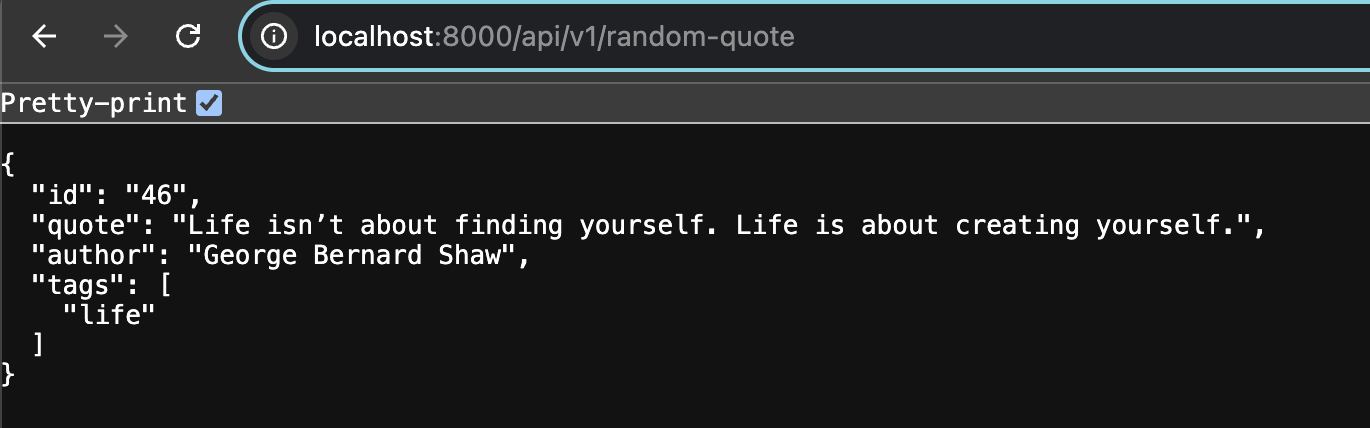 localhost:8000/api/v1/random-quote
Pretty-print
{
  "id": "46",
  "quote": "Life isn’t about finding yourself. Life is about creating yourself.",
  "author": "George Bernard Shaw",
  "tags": [
    "life"
  ]
}